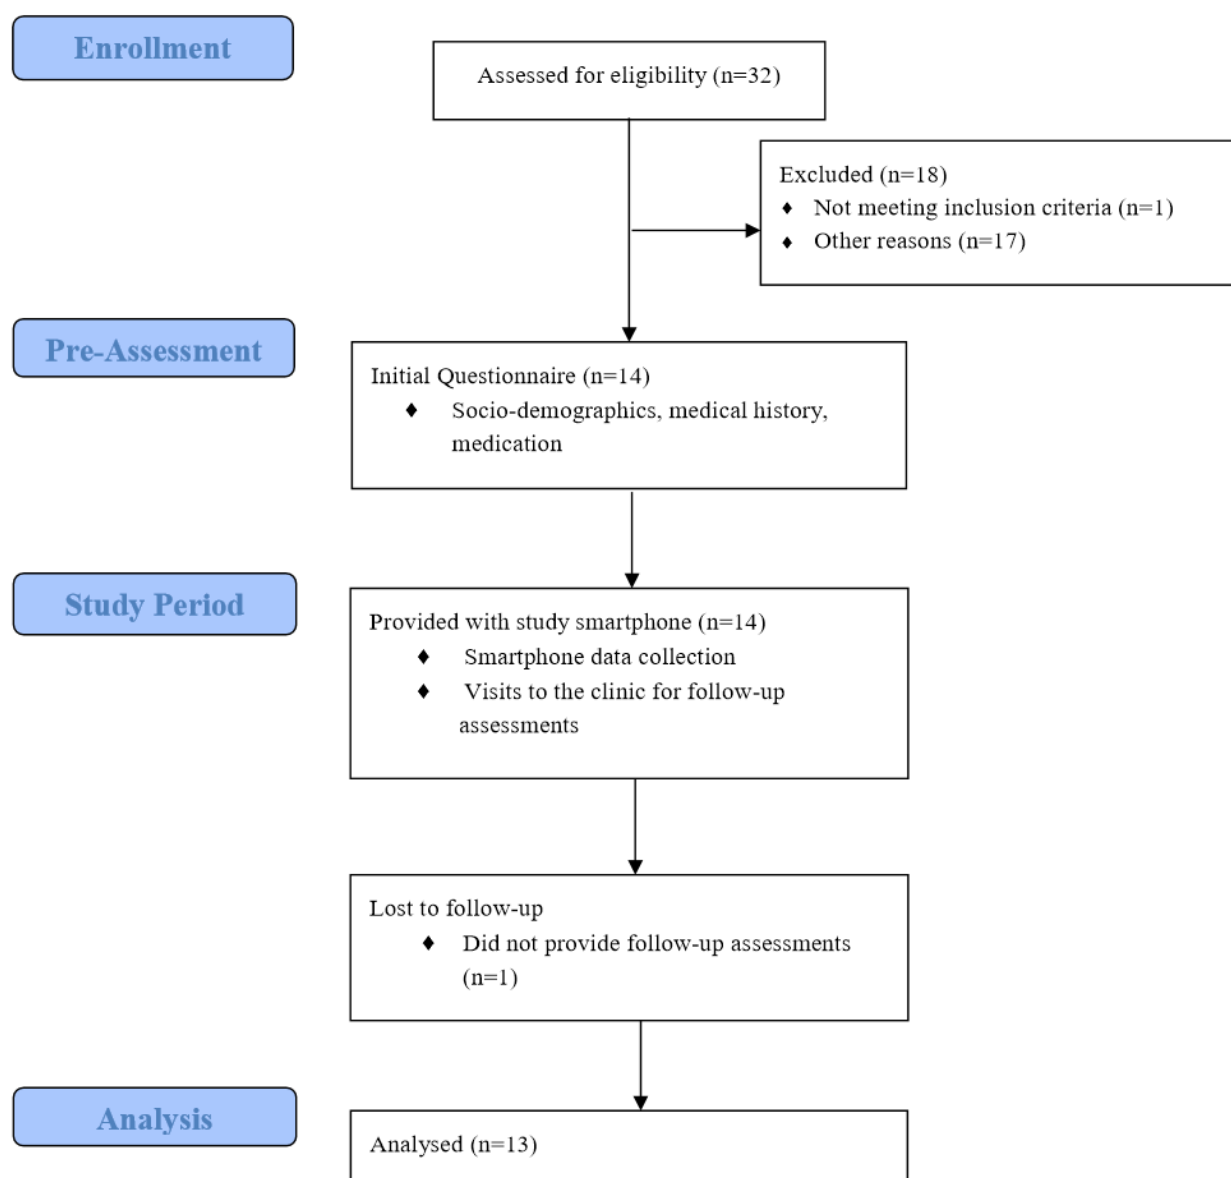 Enrollment
Assessed for eligibility (n=32)
Excluded (n=18)
♦ Not meeting inclusion criteria (n=1)
♦ Other reasons (n=17)
Pre-Assessment
Initial Questionnaire (n=14)
♦ Socio-demographics, medical history,
medication
Study Period
Provided with study smartphone (n=14)
♦ Smartphone data collection
♦ Visits to the clinic for follow-up
assessments
Lost to follow-up
♦ Did not provide follow-up assessments
(n=1)
Analysis
Analysed (n=13)